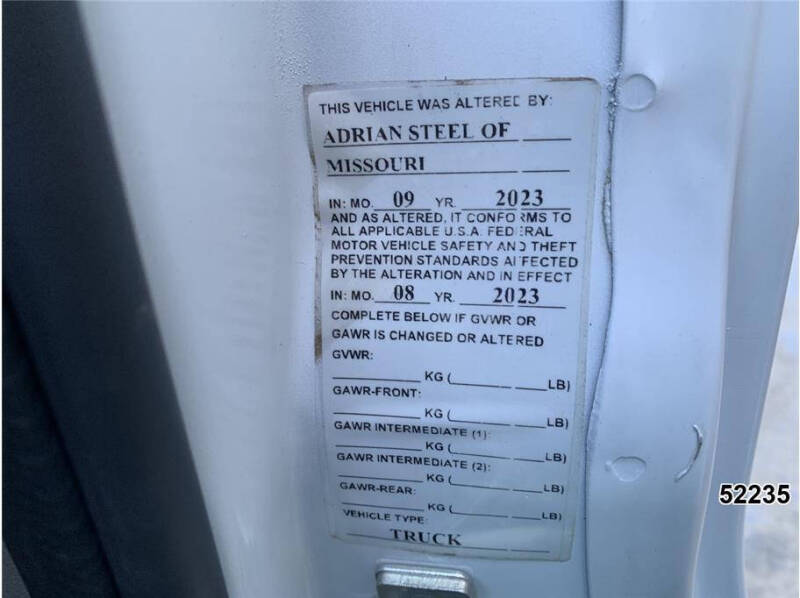 THIS VEHICLE WAS ALTERED BY:
ADRIAN STEEL OF
MISSOURI
IN: MO. 09 YR. 2023
AND AS ALTERED, IT CONFORMS TO
ALL APPLICABLE U.S.A. FEDERAL
MOTOR VEHICLE SAFETY AND THEFT
PREVENTION STANDARDS AFFECTED
BY THE ALTERATION AND IN EFFECT
IN: MO. 08 YR. 2023
COMPLETE BELOW IF GVWR OR
GAWR IS CHANGED OR ALTERED
GVWR:
KG ( LB)
GAWR-FRONT:
KG ( LB)
GAWR INTERMEDIATE (1):
KG ( LB)
GAWR INTERMEDIATE (2):
KG ( LB)
GAWR-REAR:
KG ( LB)
VEHICLE TYPE:
TRUCK
52235